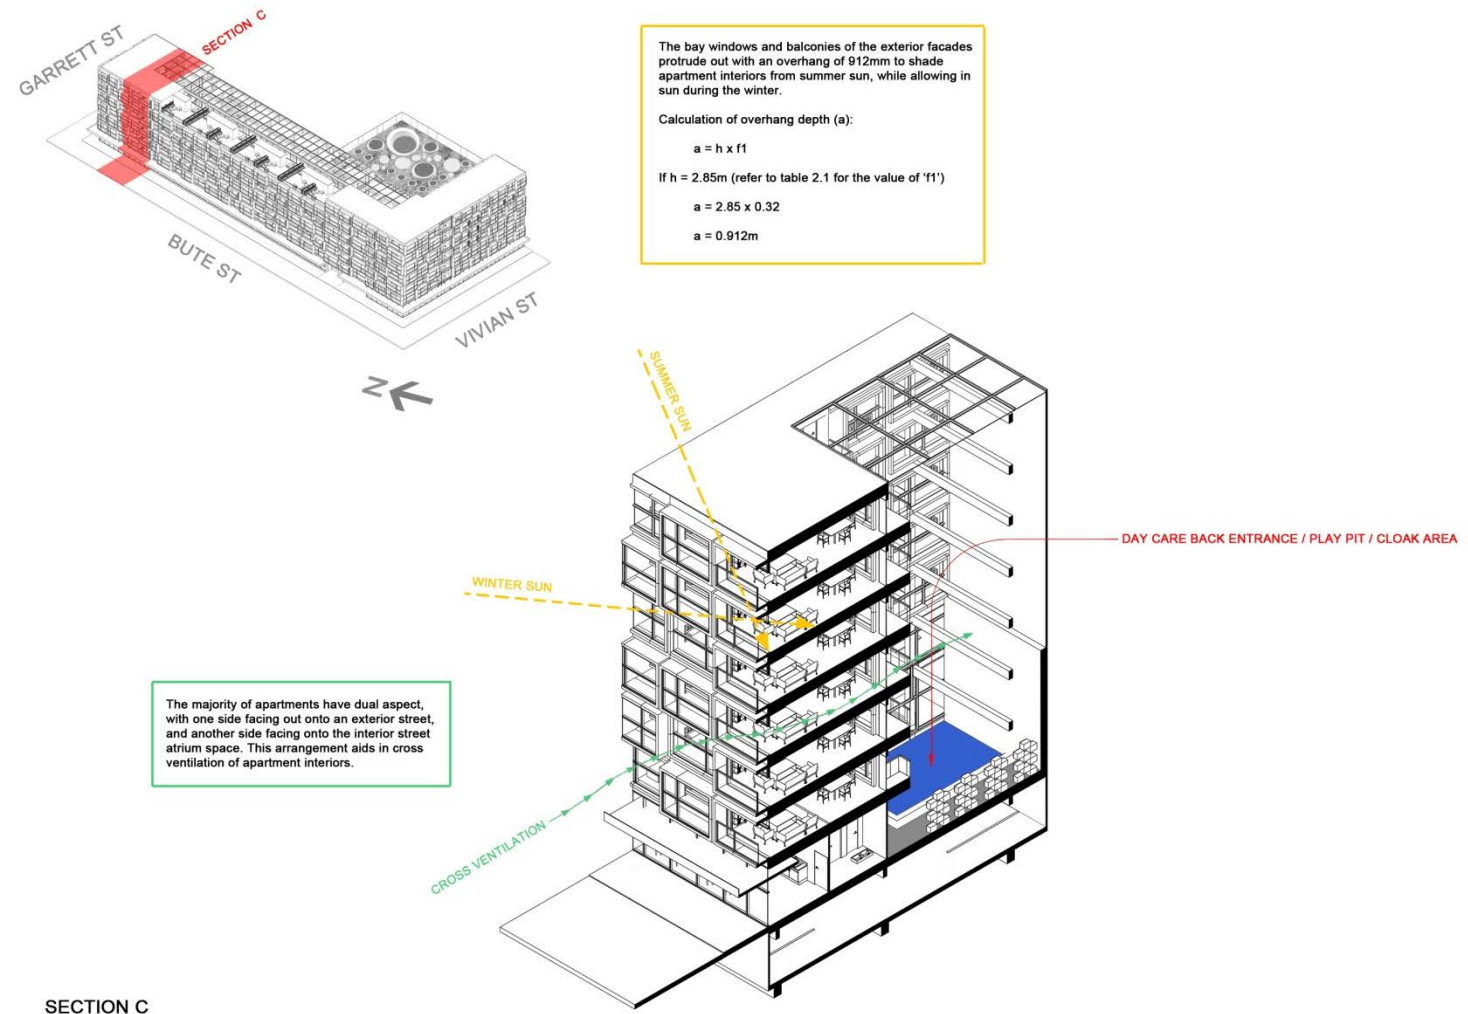 GARRETT ST
SECTION C
BUTE ST
VIVIAN ST
N
The bay windows and balconies of the exterior facades
protrude out with an overhang of 912mm to shade
apartment interiors from summer sun, while allowing in
sun during the winter.
Calculation of overhang depth (a):
a = h x f1
If h = 2.85m (refer to table 2.1 for the value of 'f1')
a = 2.85 x 0.32
a = 0.912m
SUMMER SUN
WINTER SUN
DAY CARE BACK ENTRANCE / PLAY PIT / CLOAK AREA
The majority of apartments have dual aspect,
with one side facing out onto an exterior street,
and another side facing onto the interior street
atrium space. This arrangement aids in cross
ventilation of apartment interiors.
CROSS VENTILATION
SECTION C